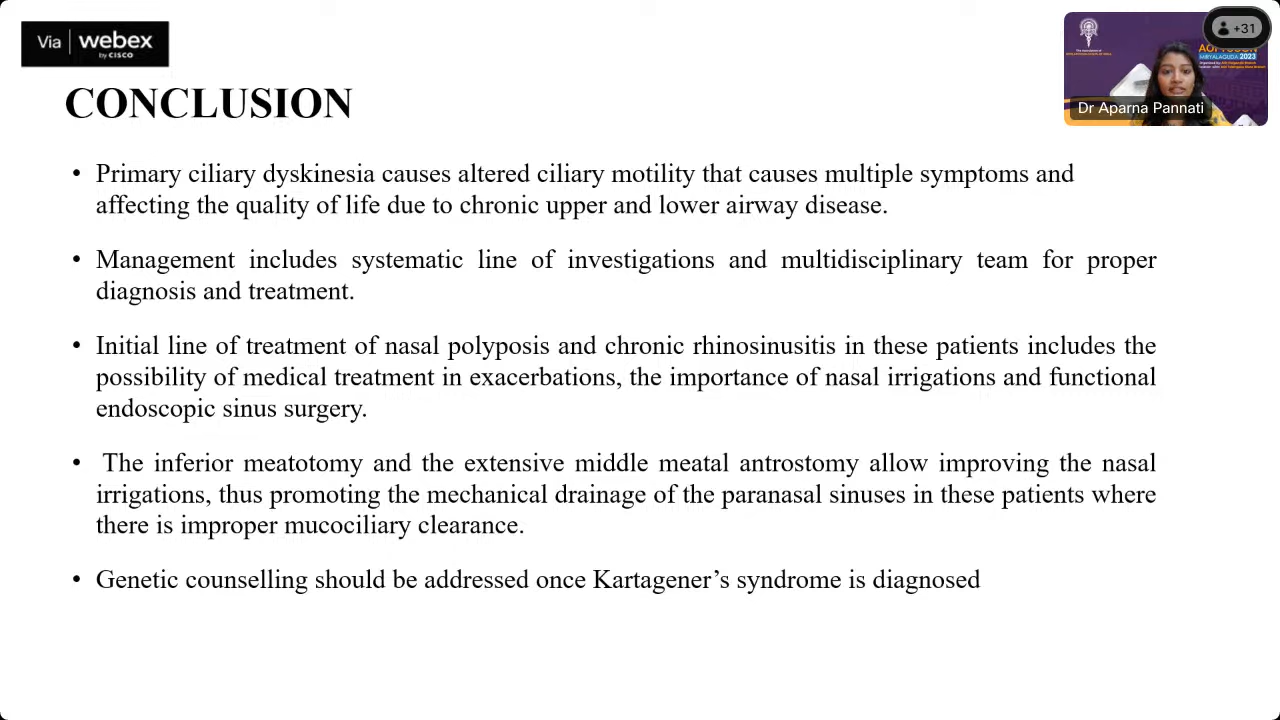 Via webex
by CISCO
+31
MIRYALAGUDA 2023
Dr Aparna Pannati
CONCLUSION
• Primary ciliary dyskinesia causes altered ciliary motility that causes multiple symptoms and
affecting the quality of life due to chronic upper and lower airway disease.
• Management includes systematic line of investigations and multidisciplinary team for proper
diagnosis and treatment.
• Initial line of treatment of nasal polyposis and chronic rhinosinusitis in these patients includes the
possibility of medical treatment in exacerbations, the importance of nasal irrigations and functional
endoscopic sinus surgery.
• The inferior meatotomy and the extensive middle meatal antrostomy allow improving the nasal
irrigations, thus promoting the mechanical drainage of the paranasal sinuses in these patients where
there is improper mucociliary clearance.
• Genetic counselling should be addressed once Kartagener’s syndrome is diagnosed